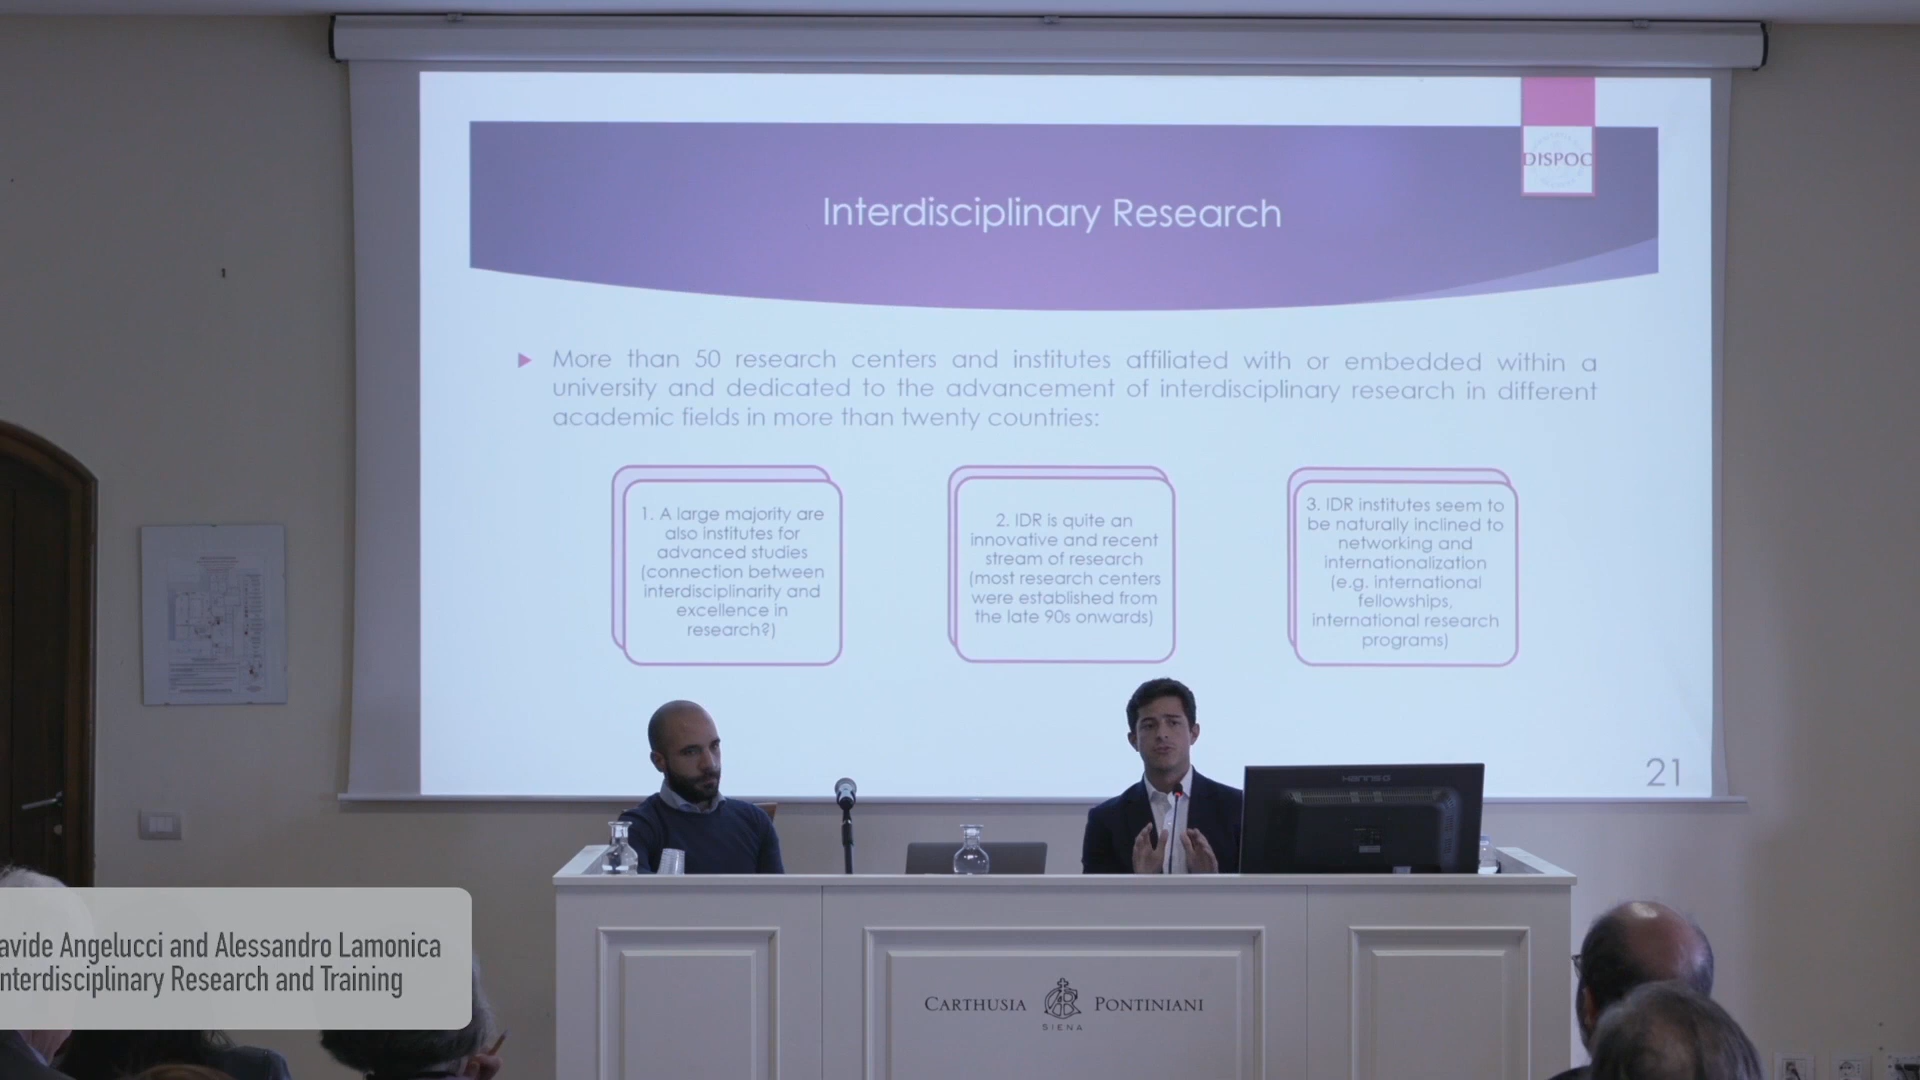 DISPOC
Interdisciplinary Research
More than 50 research centers and institutes affiliated with or embedded within a
university and dedicated to the advancement of interdisciplinary research in different
academic fields in more than twenty countries:
1. A large majority are
also institutes for
advanced studies
(connection between
interdisciplinarity and
excellence in
research?)
2. IDR is quite an
innovative and recent
stream of research
(most research centers
were established from
the late 90s onwards)
3. IDR institutes seem to
be naturally inclined to
networking and
internationalization
(e.g. international
fellowships,
international research
programs)
21
HANNS G
avide Angelucci and Alessandro Lamonica
nterdisciplinary Research and Training
CARTHUSIA PONTINIANI
SIENA